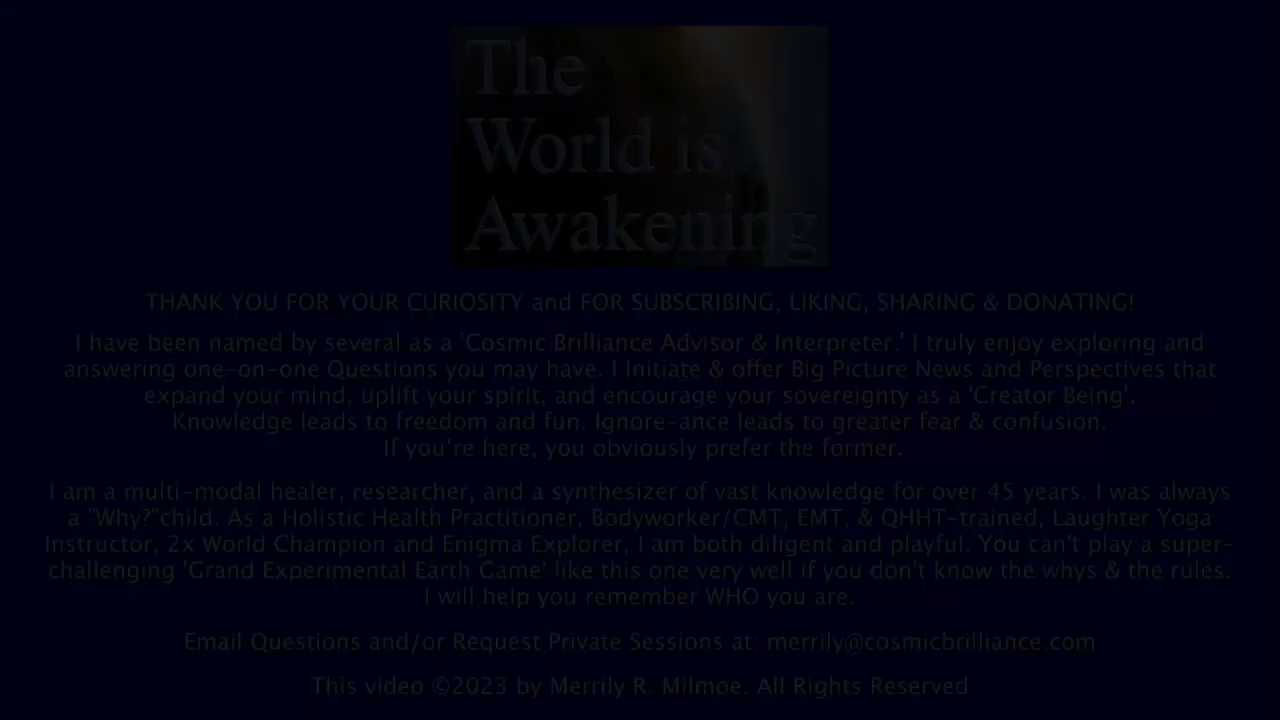 The
World is
Awakening
THANK YOU FOR YOUR CURIOSITY and FOR SUBSCRIBING, LIKING, SHARING & DONATING!
I have been named by several as a 'Cosmic Brilliance Advisor & Interpreter.' I truly enjoy exploring and
answering one-on-one Questions you may have. I Initiate & offer Big Picture News and Perspectives that
expand your mind, uplift your spirit, and encourage your sovereignty as a 'Creator Being'.
Knowledge leads to freedom and fun. Ignore-ance leads to greater fear & confusion.
If you're here, you obviously prefer the former.
I am a multi-modal healer, researcher, and a synthesizer of vast knowledge for over 45 years. I was always
a "Why?"child. As a Holistic Health Practitioner, Bodyworker/CMT, EMT, & QHHT-trained, Laughter Yoga
Instructor, 2x World Champion and Enigma Explorer, I am both diligent and playful. You can't play a super-
challenging 'Grand Experimental Earth Game' like this one very well if you don't know the whys & the rules.
I will help you remember WHO you are.
Email Questions and/or Request Private Sessions at: merrily@cosmicbrilliance.com
This video ©2023 by Merrily R. Milmoe. All Rights Reserved